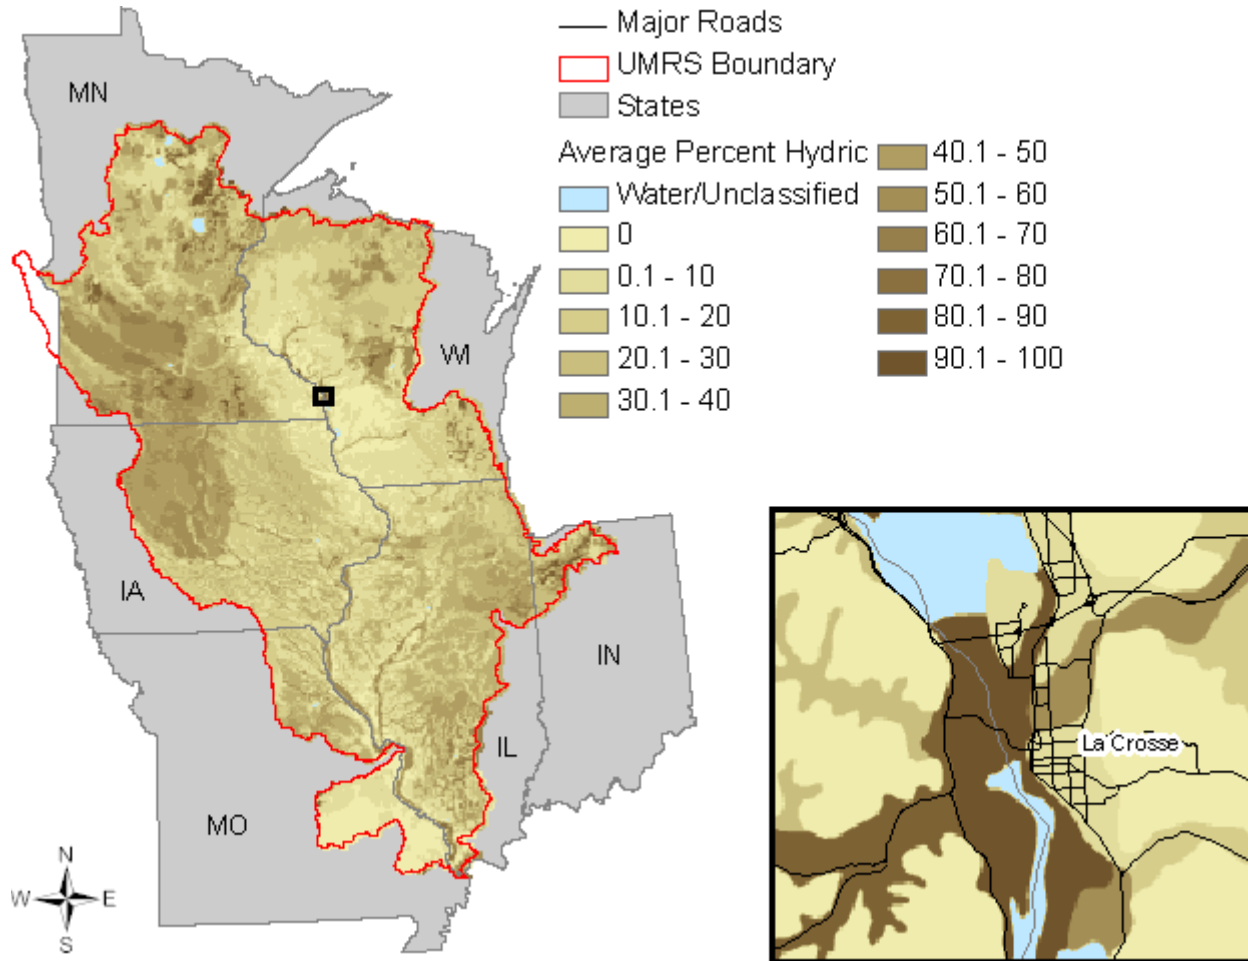 Major Roads
UMRS Boundary
States
Average Percent Hydric
Water/Unclassified
0
0.1 - 10
10.1 - 20
20.1 - 30
30.1 - 40
40.1 - 50
50.1 - 60
60.1 - 70
70.1 - 80
80.1 - 90
90.1 - 100
MN
WI
IA
IL
IN
MO
N
W E
S
La Crosse